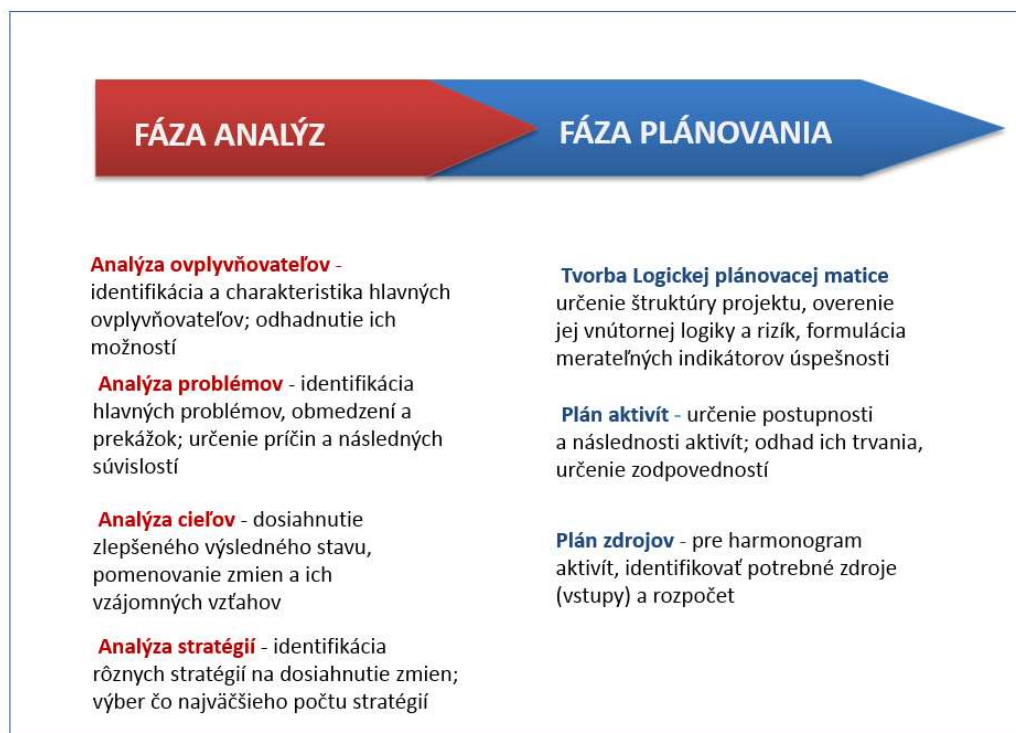 FÁZA ANALÝZ
FÁZA PLÁNOVANIA
Analýza ovplyvňovateľov -
identifikácia a charakteristika hlavných
ovplyvňovateľov; odhadnutie ich
možností
Analýza problémov - identifikácia
hlavných problémov, obmedzení a
prekážok; určenie príčin a následných
súvislostí
Analýza cieľov - dosiahnutie
zlepšeného výsledného stavu,
pomenovanie zmien a ich
vzájomných vzťahov
Analýza stratégií - identifikácia
rôznych stratégií na dosiahnutie zmien;
výber čo najväčšieho počtu stratégií
Tvorba Logickej plánovacej matice
určenie štruktúry projektu, overenie
jej vnútornej logiky a rizík, formulácia
merateľných indikátorov úspešnosti
Plán aktivít - určenie postupnosti
a následnosti aktivít; odhad ich trvania,
určenie zodpovedností
Plán zdrojov - pre harmonogram
aktivít, identifikovať potrebné zdroje
(vstupy) a rozpočet